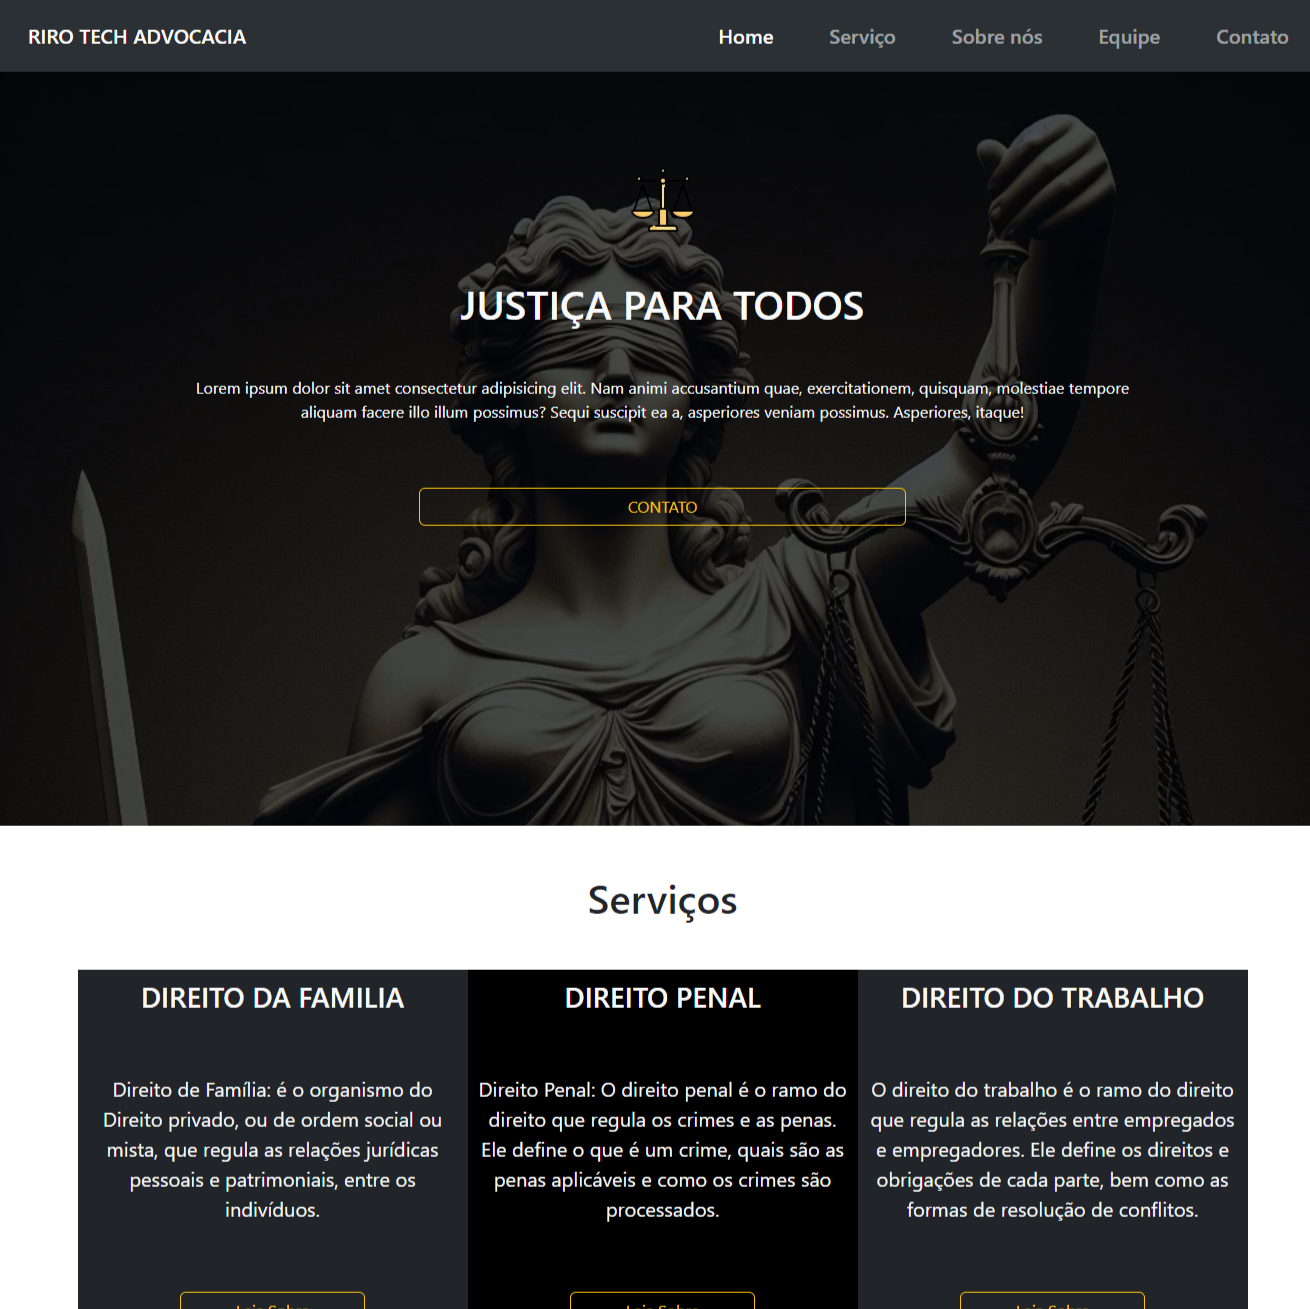 RIRO TECH ADVOCACIA
Home Serviço Sobre nós Equipe Contato
JUSTIÇA PARA TODOS
Lorem ipsum dolor sit amet consectetur adipisicing elit. Nam animi accusantium quae, exercitationem, quisquam, molestiae tempore
aliquam facere illo illum possimus? Sequi suscipit ea a, asperiores veniam possimus. Asperiores, itaque!
CONTATO
Serviços
DIREITO DA FAMILIA
Direito de Família: é o organismo do
Direito privado, ou de ordem social ou
mista, que regula as relações jurídicas
pessoais e patrimoniais, entre os
indivíduos.
DIREITO PENAL
Direito Penal: O direito penal é o ramo do
direito que regula os crimes e as penas.
Ele define o que é um crime, quais são as
penas aplicáveis e como os crimes são
processados.
DIREITO DO TRABALHO
O direito do trabalho é o ramo do direito
que regula as relações entre empregados
e empregadores. Ele define os direitos e
obrigações de cada parte, bem como as
formas de resolução de conflitos.